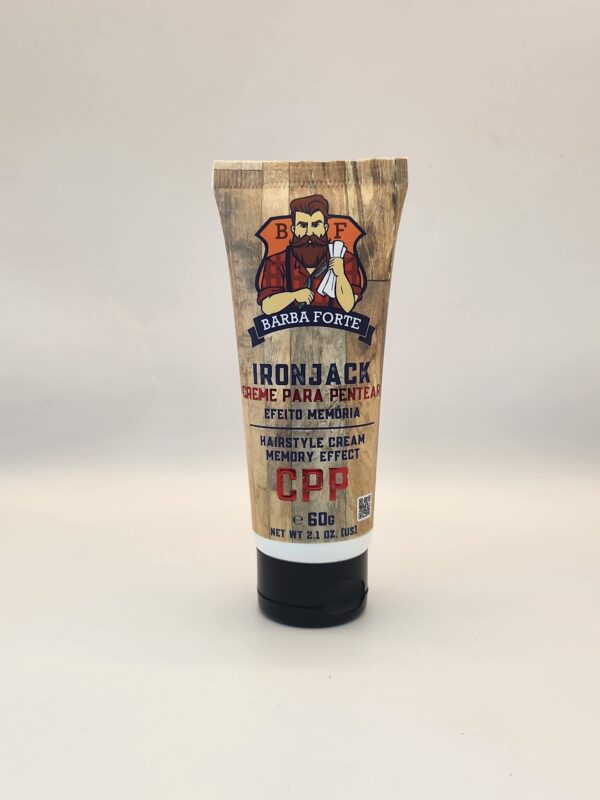 B F
BARBA FORTE
IRONJACK
CREME PARA PENTEAR
EFEITO MEMÓRIA
HAIRSTYLE CREAM
MEMORY EFFECT
CPP
℮ 60G
NET WT 2.1 OZ. (US)